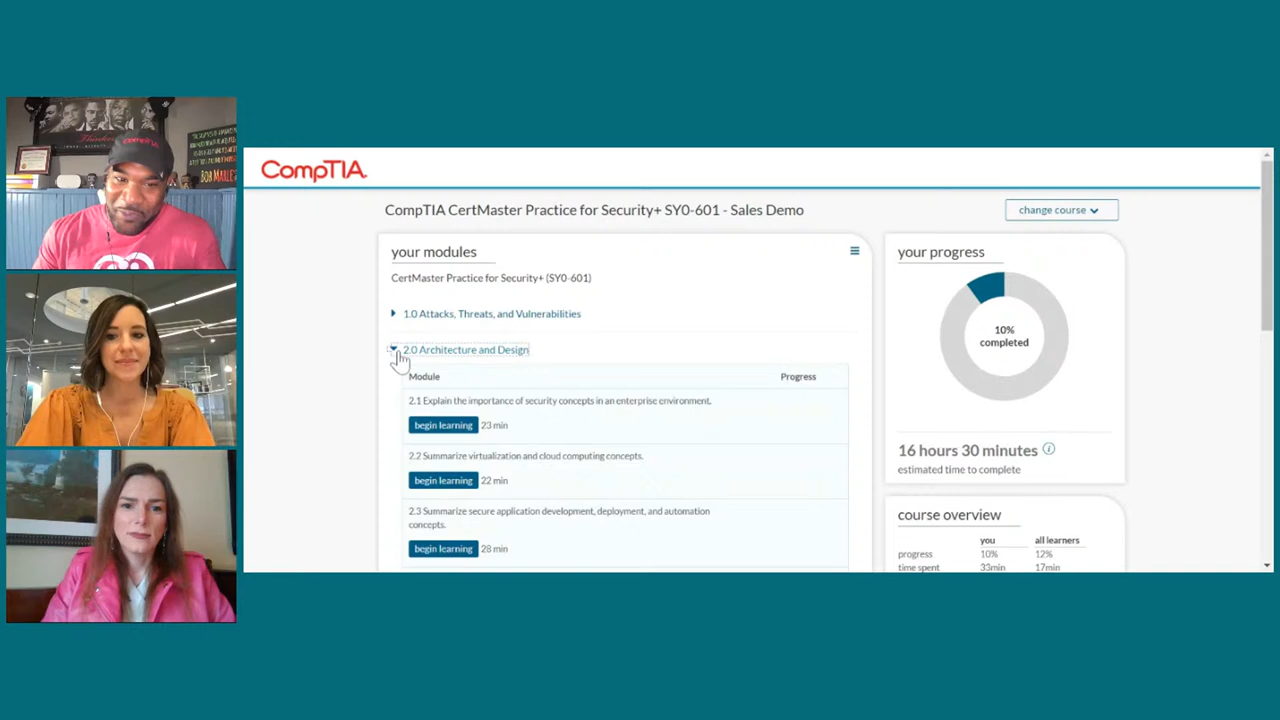 COMPTIA
BOB MARLEY
CompTIA.
CompTIA CertMaster Practice for Security+ SY0-601 - Sales Demo
change course
your modules
CertMaster Practice for Security+ (SY0-601)
1.0 Attacks, Threats, and Vulnerabilities
2.0 Architecture and Design
Module Progress
2.1 Explain the importance of security concepts in an enterprise environment.
begin learning 23 min
2.2 Summarize virtualization and cloud computing concepts.
begin learning 22 min
2.3 Summarize secure application development, deployment, and automation
concepts.
begin learning 28 min
your progress
10%
completed
16 hours 30 minutes
estimated time to complete
course overview
you all learners
progress 10% 12%
time spent 33min 17min